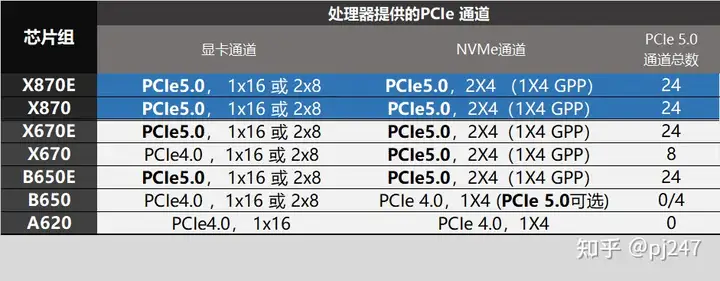 芯片组 处理器提供的PCIe 通道
显卡通道 NVMe通道 PCIe 5.0
通道总数
X870E PCIe5.0， 1x16 或 2x8 PCIe5.0，2X4 （1X4 GPP） 24
X870 PCIe5.0， 1x16 或 2x8 PCIe5.0，2X4（1X4 GPP） 24
X670E PCIe5.0， 1x16 或 2x8 PCIe5.0，2X4（1X4 GPP） 24
X670 PCIe4.0，1x16 或 2x8 PCIe5.0，2X4（1X4 GPP） 8
B650E PCIe5.0， 1x16 或 2x8 PCIe5.0，2X4（1X4 GPP） 24
B650 PCIe4.0，1x16 或 2x8 PCIe 4.0，1X4 (PCIe 5.0可选) 0/4
A620 PCIe4.0，1x16 PCIe 4.0，1X4 0
知乎 @pj247